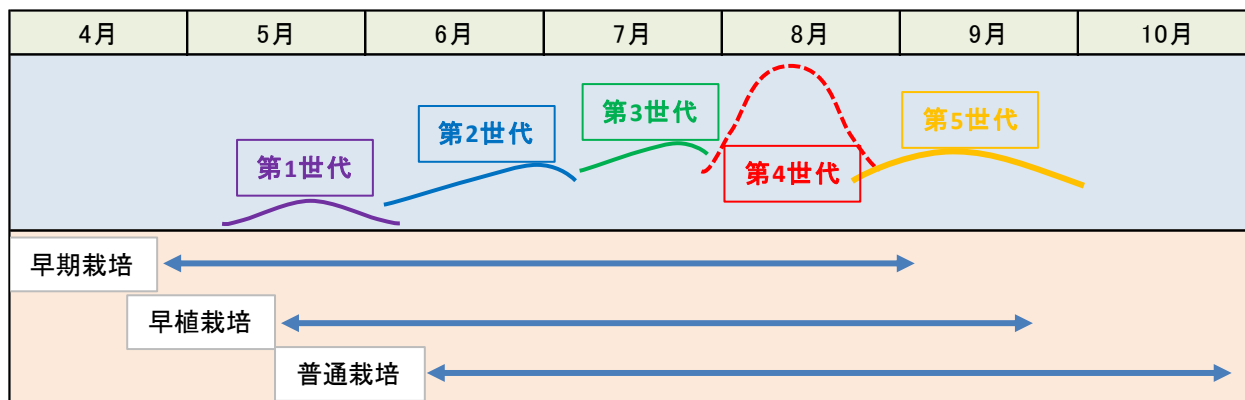 4月 5月 6月 7月 8月 9月 10月
第1世代
第2世代
第3世代
第4世代
第5世代
早期栽培
早植栽培
普通栽培